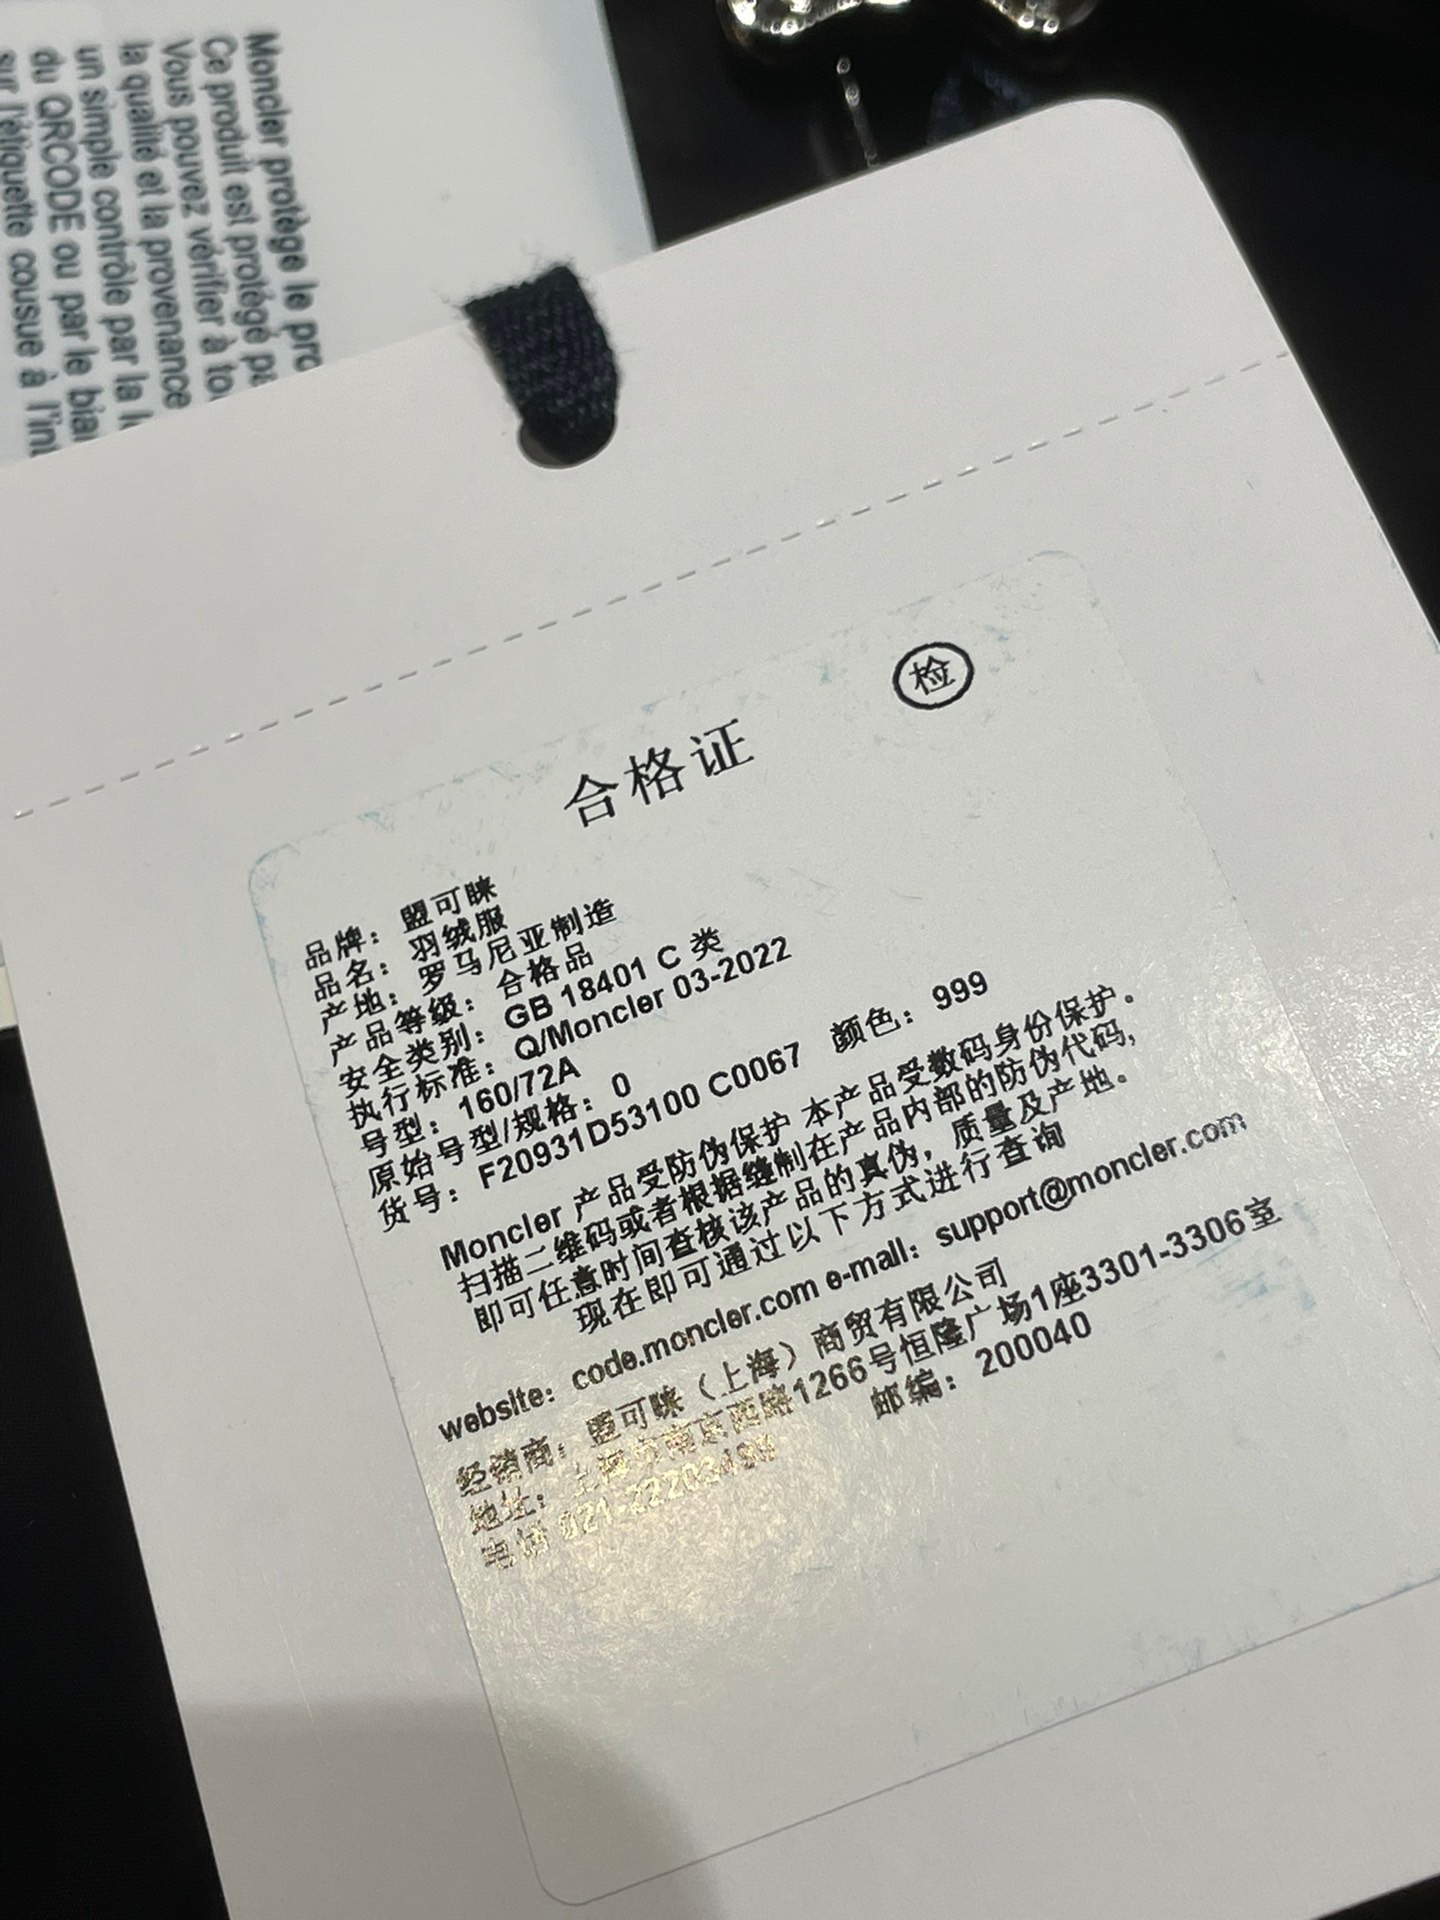 Moncler protège le pro
Ce produit est protégé pa
Vous pouvez vérifier à to
la qualité et la provenance
un simple contrôle par la l
du QRCODE ou par le biai
sur l'étiquette cousue à l'int
检
合格证
品牌: 盟可睐
品名: 羽绒服
产地: 罗马尼亚制造
产品等级: 合格品
安全类别: GB 18401 C 类
执行标准: Q/Moncler 03-2022
号型: 160/72A
原始号型/规格: 0
货号: F20931D53100 C0067 颜色: 999
Moncler 产品受防伪保护 本产品受数码身份保护。
扫描二维码或者根据缝制在产品内部的防伪代码,
即可任意时间查核该产品的真伪, 质量及产地。
现在即可通过以下方式进行查询
website: code.moncler.com e-mail: support@moncler.com
经销商: 盟可睐 (上海) 商贸有限公司
地址: 上海市南京西路1266号恒隆广场1座3301-3306室
电话 021-22203499 邮编: 200040